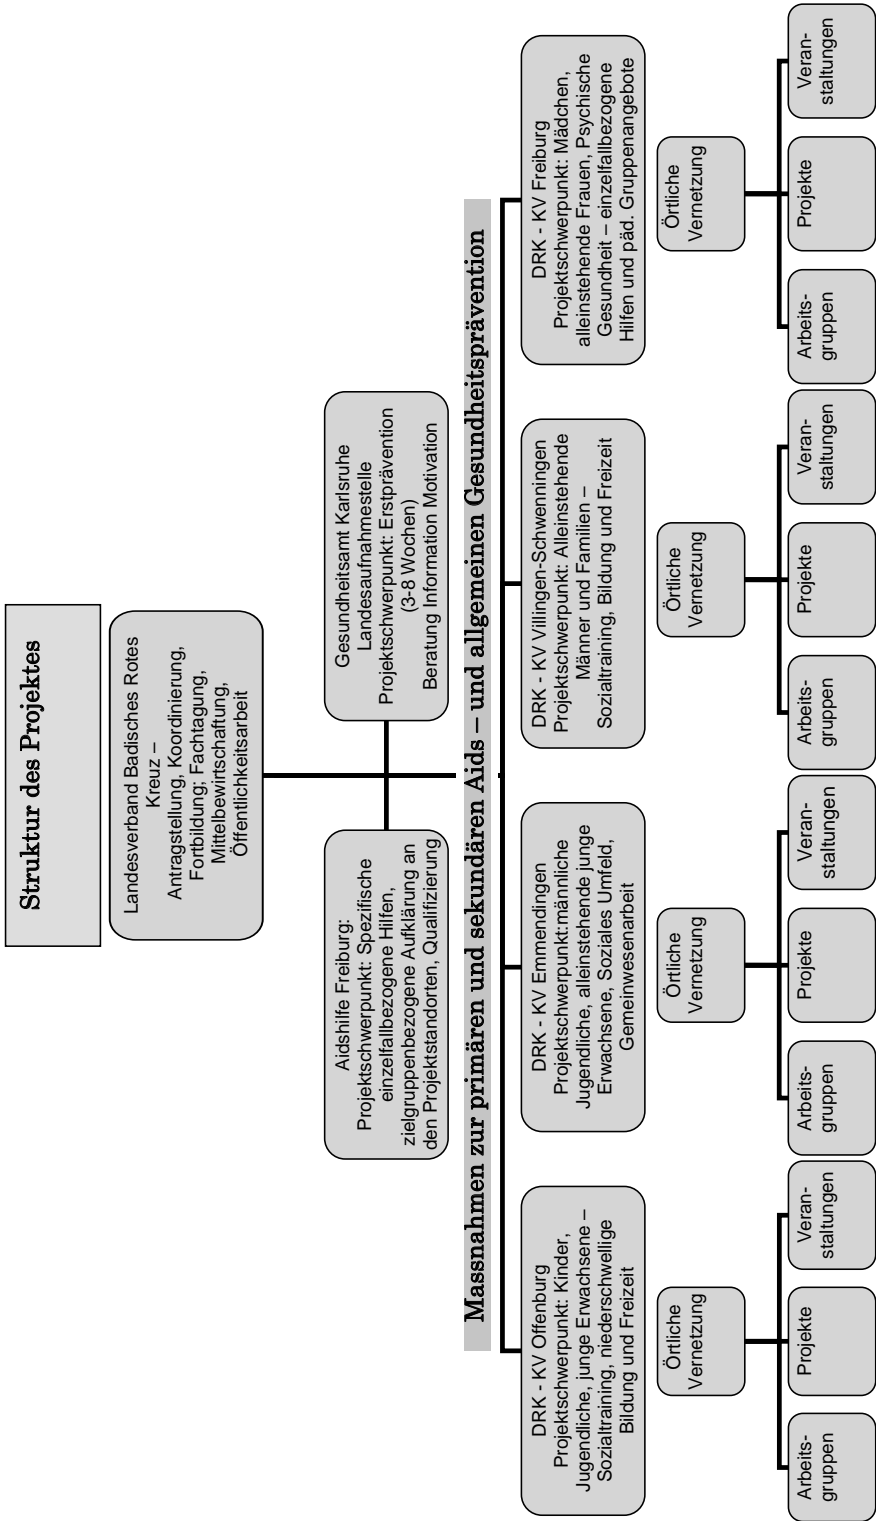 Struktur des Projektes
Landesverband Badisches Rotes
Kreuz –
Antragstellung, Koordinierung,
Fortbildung; Fachtagung,
Mittelbewirtschaftung,
Öffentlichkeitsarbeit
Aidshilfe Freiburg:
Projektschwerpunkt: Spezifische
einzelfallbezogene Hilfen,
zielgruppenbezogene Aufklärung an
den Projektstandorten, Qualifizierung
Gesundheitsamt Karlsruhe
Landesaufnahmestelle
Projektschwerpunkt: Erstprävention
(3-8 Wochen)
Beratung Information Motivation
Massnahmen zur primären und sekundären Aids – und allgemeinen Gesundheitsprävention
DRK - KV Offenburg
Projektschwerpunkt: Kinder,
Jugendliche, junge Erwachsene –
Sozialtraining, niederschwellige
Bildung und Freizeit
DRK - KV Emmendingen
Projektschwerpunkt:männliche
Jugendliche, alleinstehende junge
Erwachsene, Soziales Umfeld,
Gemeinwesenarbeit
DRK - KV Villingen-Schwenningen
Projektschwerpunkt: Alleinstehende
Männer und Familien –
Sozialtraining, Bildung und Freizeit
DRK - KV Freiburg
Projektschwerpunkt: Mädchen,
alleinstehende Frauen, Psychische
Gesundheit – einzelfallbezogene
Hilfen und päd. Gruppenangebote
Örtliche
Vernetzung
Örtliche
Vernetzung
Örtliche
Vernetzung
Örtliche
Vernetzung
Arbeits-
gruppen
Projekte
Veran-
staltungen
Arbeits-
gruppen
Projekte
Veran-
staltungen
Arbeits-
gruppen
Projekte
Veran-
staltungen
Arbeits-
gruppen
Projekte
Veran-
staltungen